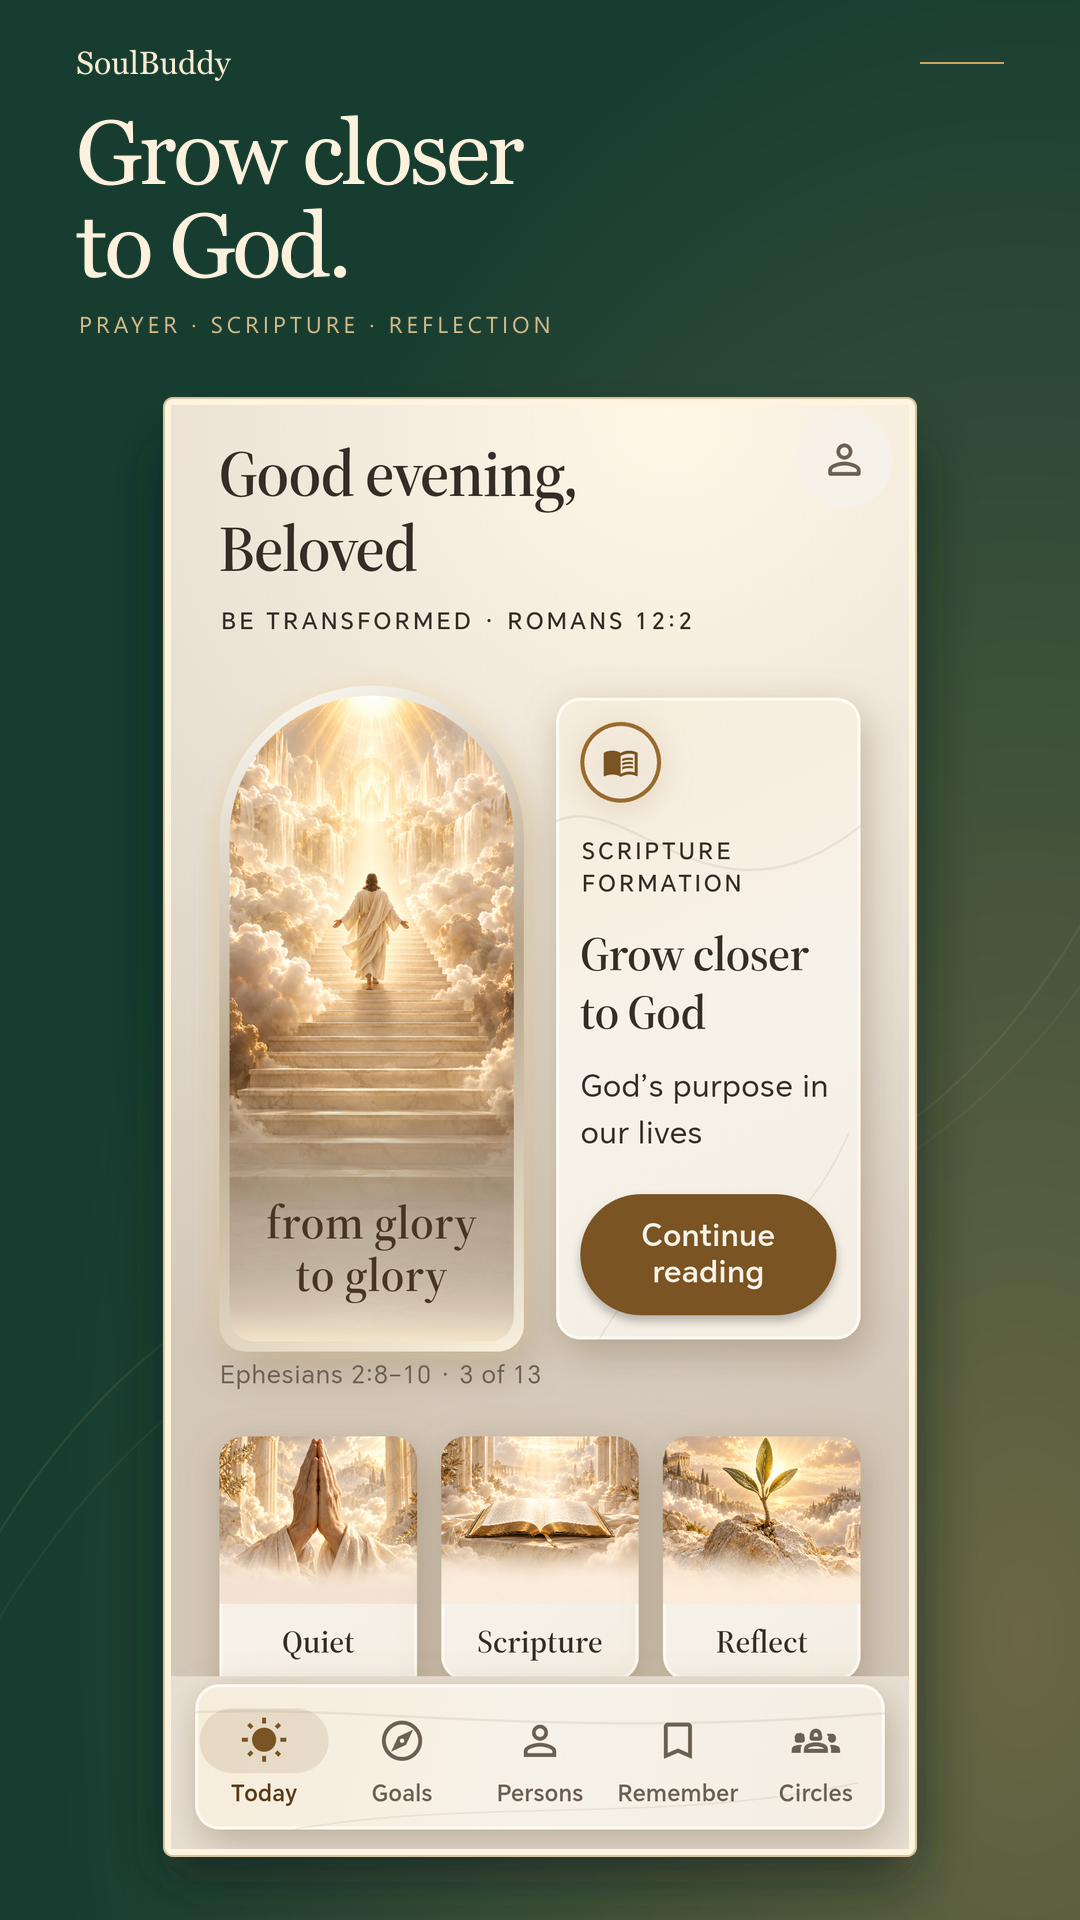 SoulBuddy
Grow closer
to God.
PRAYER · SCRIPTURE · REFLECTION
Good evening,
Beloved
BE TRANSFORMED · ROMANS 12:2
from glory
to glory
SCRIPTURE
FORMATION
Grow closer
to God
God’s purpose in
our lives
Continue
reading
Ephesians 2:8–10 · 3 of 13
Quiet
Scripture
Reflect
Today
Goals
Persons
Remember
Circles